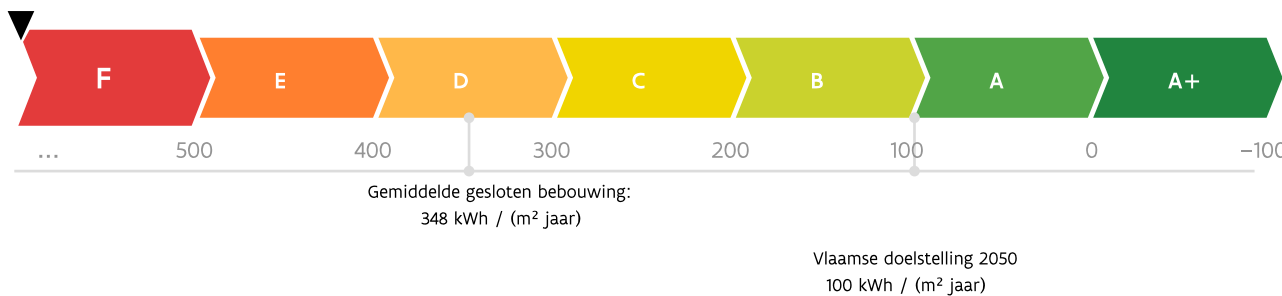 F E D C B A A+
... 500 400 300 200 100 0 −100
Gemiddelde gesloten bebouwing:
348 kWh / (m² jaar)
Vlaamse doelstelling 2050
100 kWh / (m² jaar)